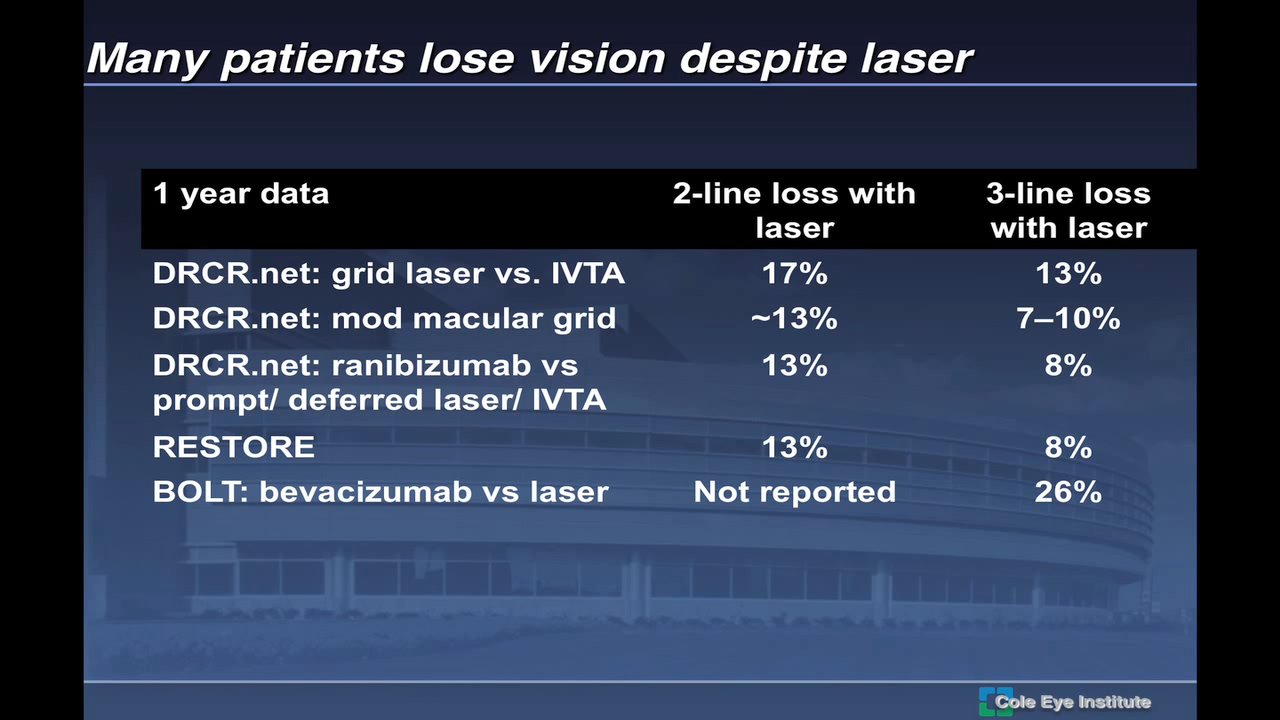 Many patients lose vision despite laser
1 year data 2-line loss with laser 3-line loss with laser
DRCR.net: grid laser vs. IVTA 17% 13%
DRCR.net: mod macular grid ~13% 7–10%
DRCR.net: ranibizumab vs prompt/ deferred laser/ IVTA 13% 8%
RESTORE 13% 8%
BOLT: bevacizumab vs laser Not reported 26%
Cole Eye Institute